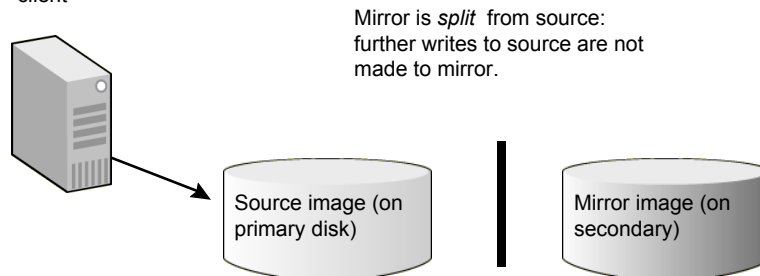 client
Mirror is split from source:
further writes to source are not
made to mirror.
Source image (on
primary disk)
Mirror image (on
secondary)